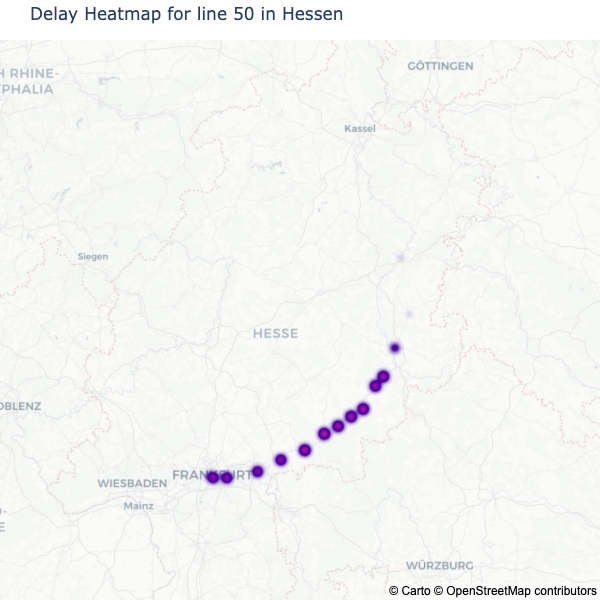 Delay Heatmap for line 50 in Hessen
GÖTTINGEN
H RHINE-
TPHALIA
Kassel
Siegen
HESSE
OBLENZ
FRANKFURT
WIESBADEN
Mainz
O-
E
WÜRZBURG
© Carto © OpenStreetMap contributors